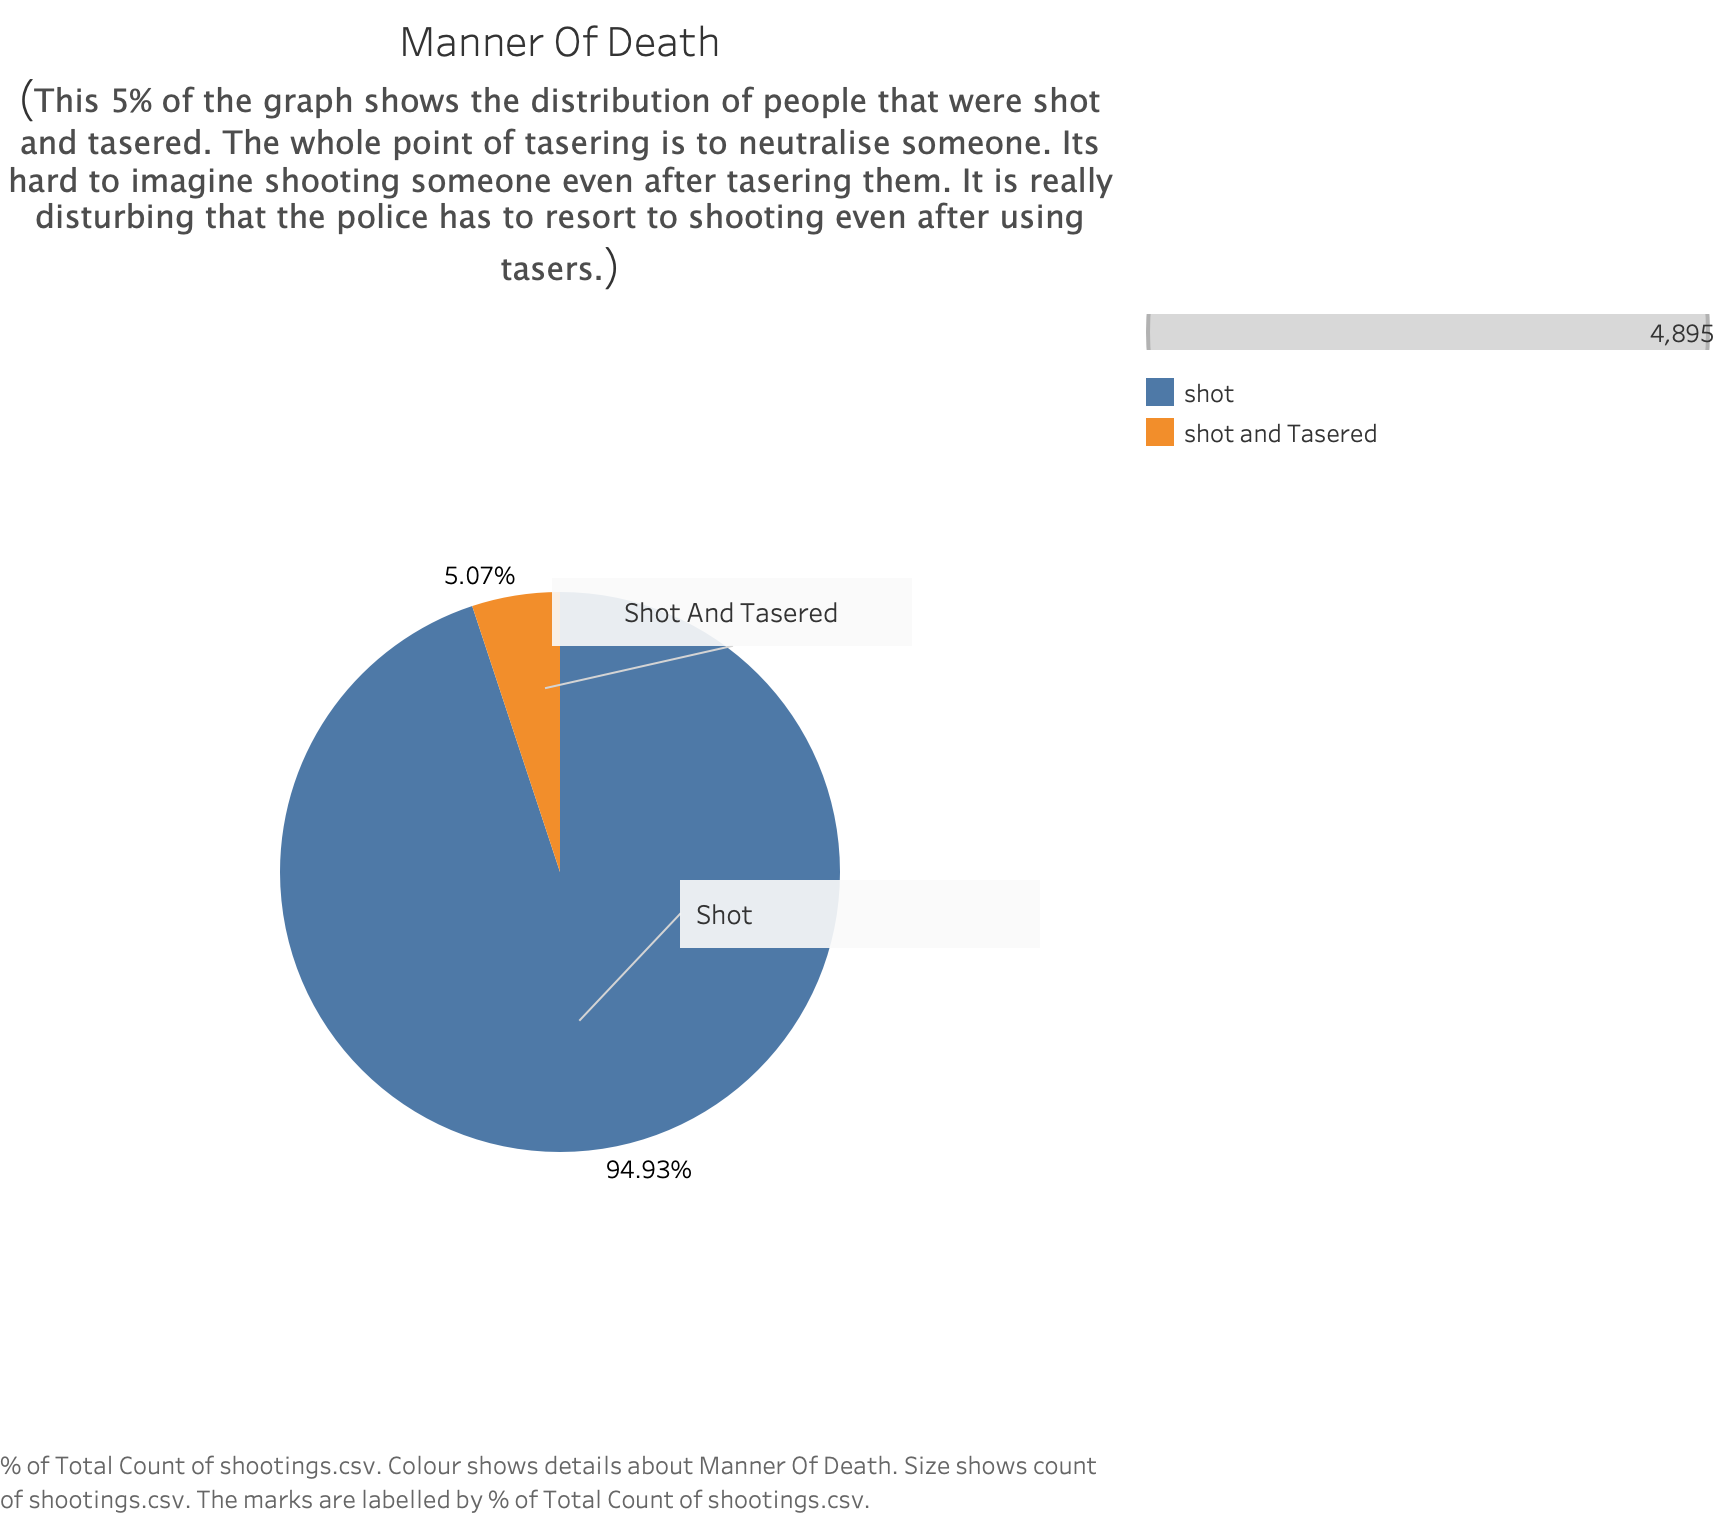 Manner Of Death
(This 5% of the graph shows the distribution of people that were shot
and tasered. The whole point of tasering is to neutralise someone. Its
hard to imagine shooting someone even after tasering them. It is really
disturbing that the police has to resort to shooting even after using
tasers.)
4,895
shot
shot and Tasered
5.07%
Shot And Tasered
Shot
94.93%
% of Total Count of shootings.csv. Colour shows details about Manner Of Death. Size shows count
of shootings.csv. The marks are labelled by % of Total Count of shootings.csv.